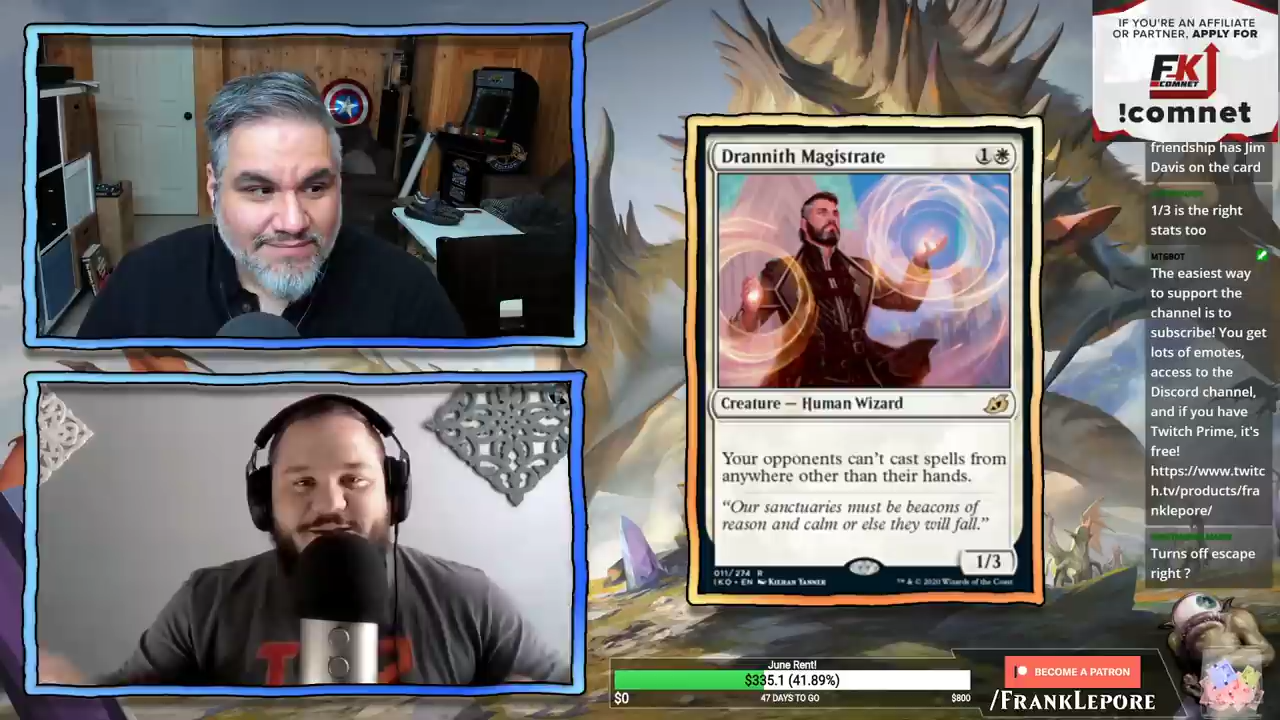 IF YOU'RE AN AFFILIATE
OR PARTNER, APPLY FOR
FK
COMNET
!comnet
friendship has Jim
Davis on the card
1/3 is the right
stats too
MTGBOT
The easiest way
to support the
channel is to
subscribe! You get
lots of emotes,
access to the
Discord channel,
and if you have
Twitch Prime, it's
free!
https://www.twitc
h.tv/products/fra
nklepore/
Turns off escape
right ?
Drannith Magistrate
1
Creature — Human Wizard
Your opponents can't cast spells from
anywhere other than their hands.
"Our sanctuaries must be beacons of
reason and calm or else they will fall."
1/3
011/274 R
IKO • EN KIERAN YANNER
™ & © 2020 Wizards of the Coast
June Rent!
$335.1 (41.89%)
$0
47 DAYS TO GO
$800
BECOME A PATRON
/FRANKLEPORE